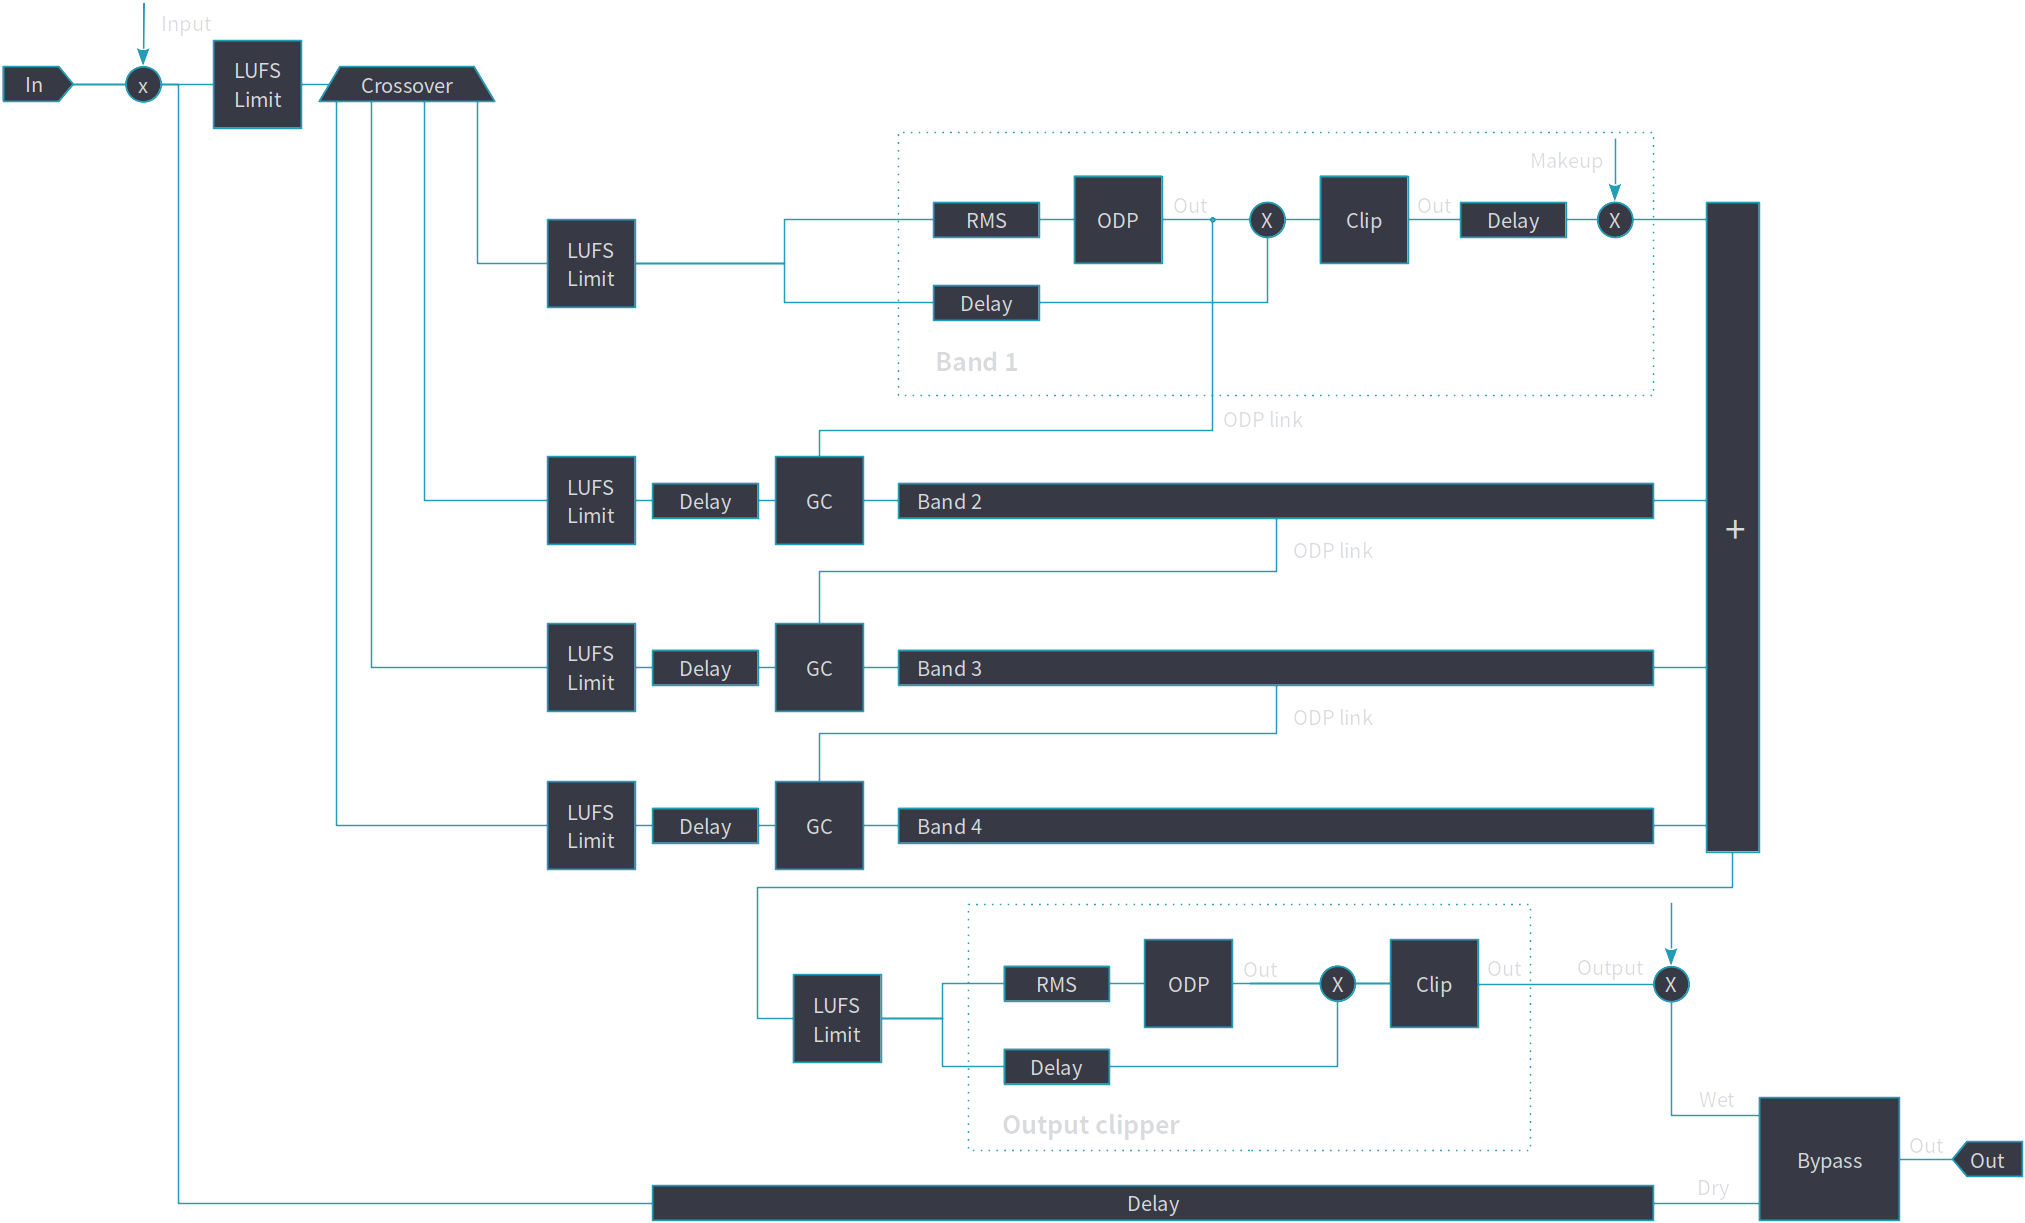 Input
In
x
LUFS
Limit
Crossover
Makeup
LUFS
Limit
RMS
ODP
Out
X
Clip
Out
Delay
X
Delay
Band 1
ODP link
LUFS
Limit
Delay
GC
Band 2
+
ODP link
LUFS
Limit
Delay
GC
Band 3
ODP link
LUFS
Limit
Delay
GC
Band 4
LUFS
Limit
RMS
ODP
Out
X
Clip
Out
Output
X
Delay
Output clipper
Wet
Bypass
Out
Out
Dry
Delay